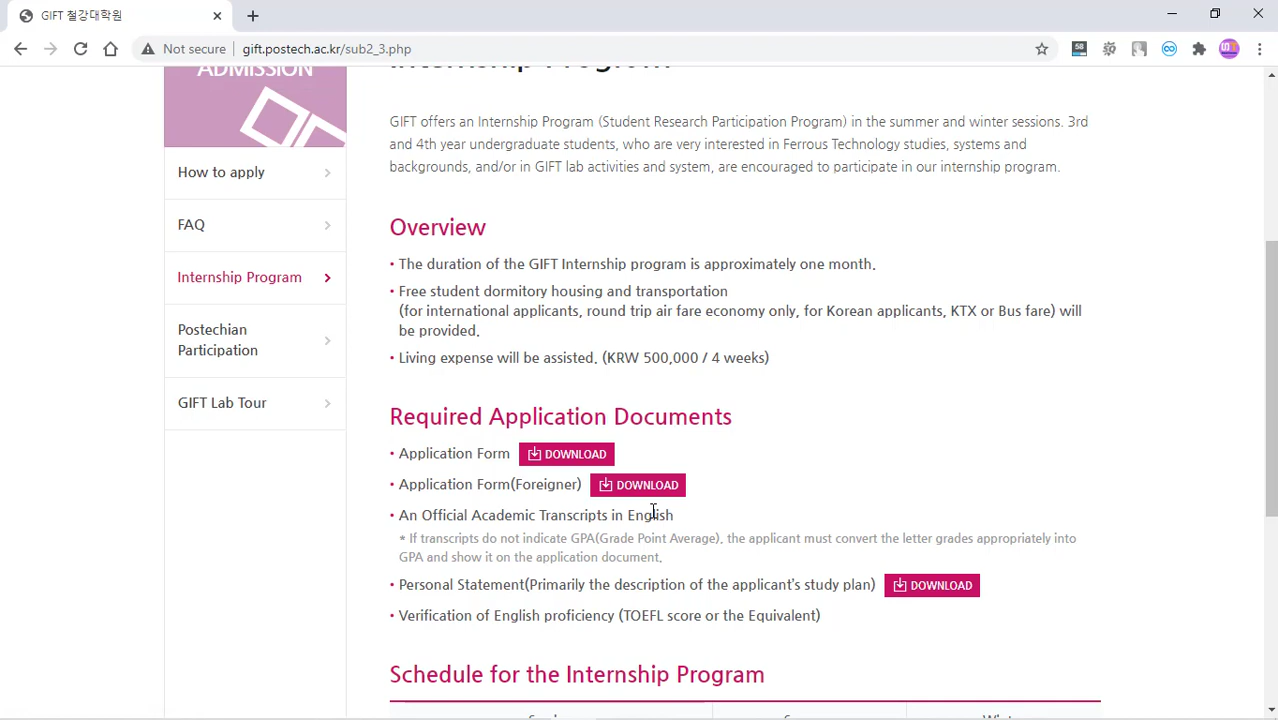 GIFT 철강대학원
Not secure gift.postech.ac.kr/sub2_3.php
58
ADMISSION
How to apply
FAQ
Internship Program
Postechian
Participation
GIFT Lab Tour
Internship Program
GIFT offers an Internship Program (Student Research Participation Program) in the summer and winter sessions. 3rd
and 4th year undergraduate students, who are very interested in Ferrous Technology studies, systems and
backgrounds, and/or in GIFT lab activities and system, are encouraged to participate in our internship program.
Overview
• The duration of the GIFT Internship program is approximately one month.
• Free student dormitory housing and transportation
(for international applicants, round trip air fare economy only, for Korean applicants, KTX or Bus fare) will
be provided.
• Living expense will be assisted. (KRW 500,000 / 4 weeks)
Required Application Documents
• Application Form DOWNLOAD
• Application Form(Foreigner) DOWNLOAD
• An Official Academic Transcripts in English
* If transcripts do not indicate GPA(Grade Point Average), the applicant must convert the letter grades appropriately into
GPA and show it on the application document.
• Personal Statement(Primarily the description of the applicant's study plan) DOWNLOAD
• Verification of English proficiency (TOEFL score or the Equivalent)
Schedule for the Internship Program